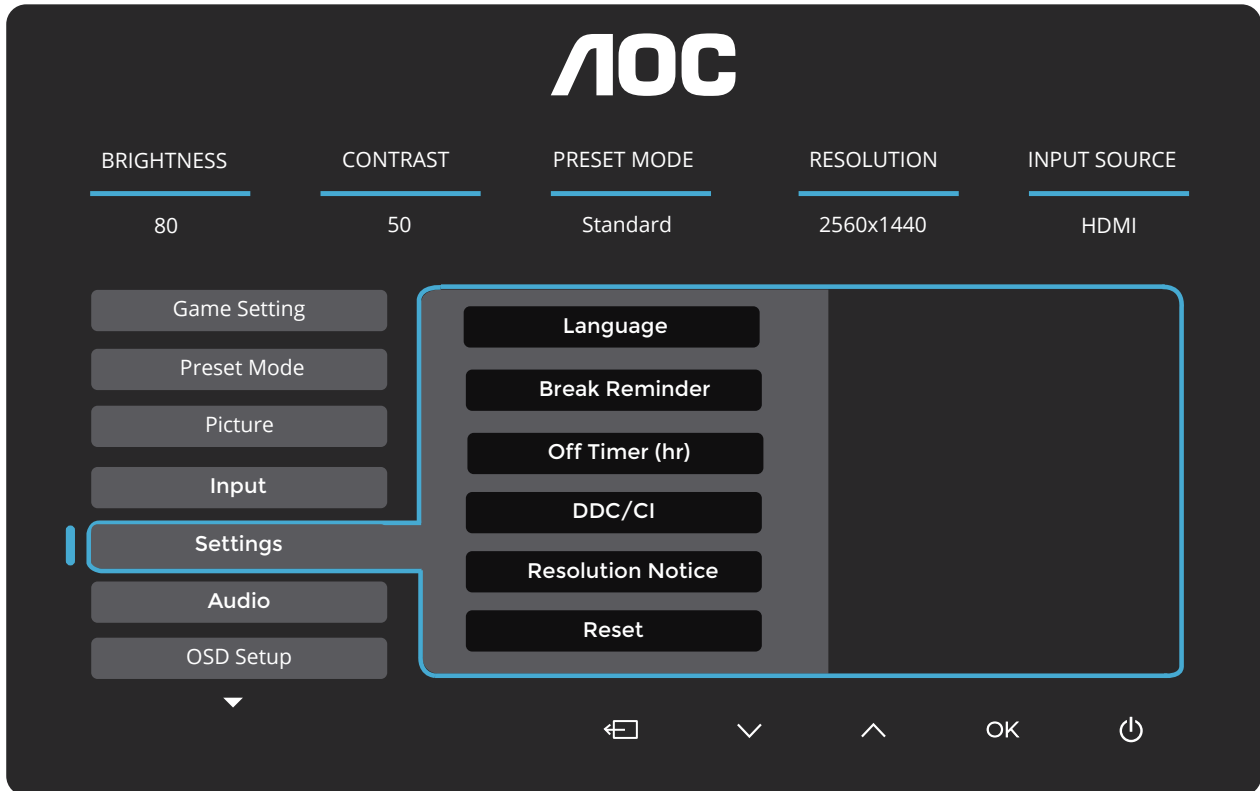 AOC
BRIGHTNESS CONTRAST PRESET MODE RESOLUTION INPUT SOURCE
80 50 Standard 2560x1440 HDMI
Game Setting
Preset Mode
Picture
Input
Settings
Audio
OSD Setup
Language
Break Reminder
Off Timer (hr)
DDC/CI
Resolution Notice
Reset
OK